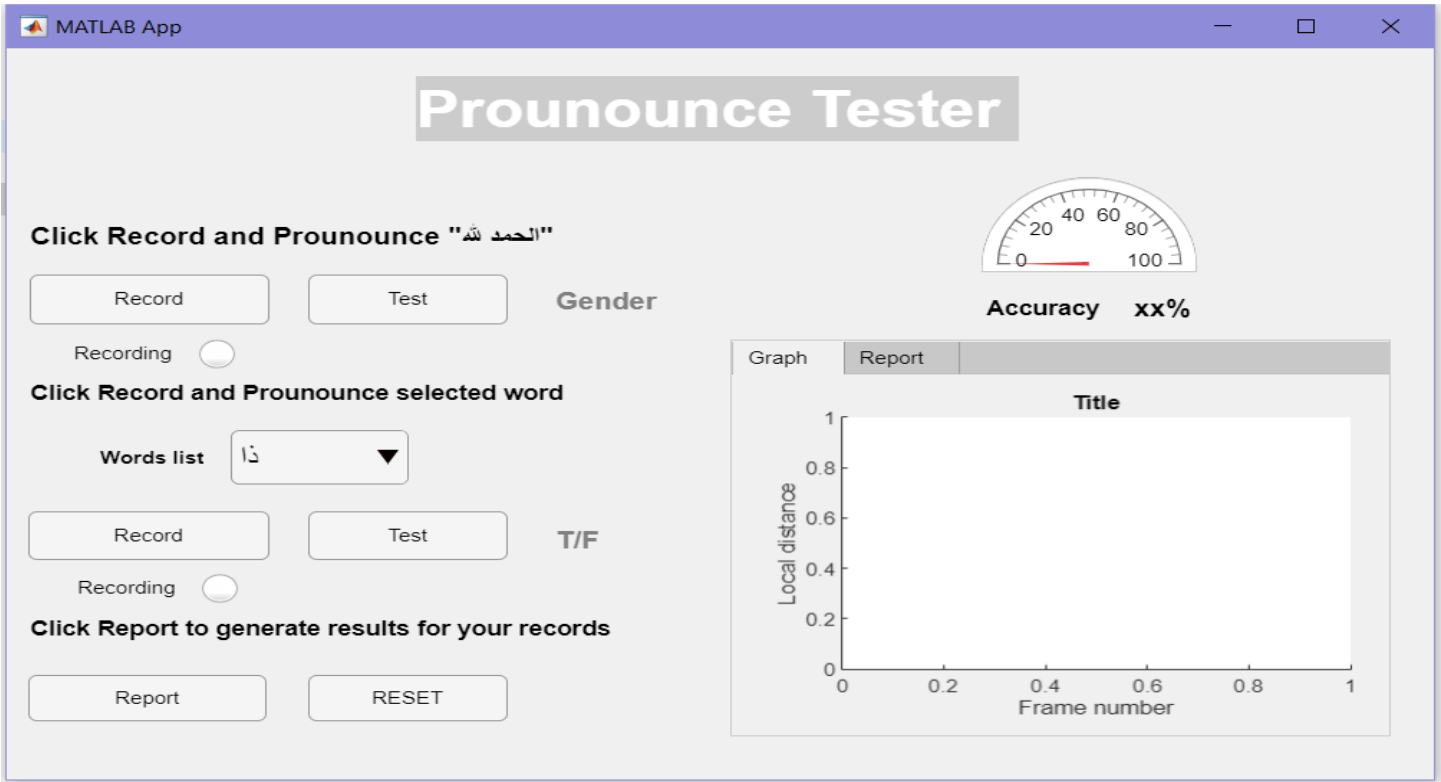 MATLAB App
Prounounce Tester
Click Record and Prounounce "الحمد لله"
Record
Test
Gender
Recording
Click Record and Prounounce selected word
Words list
ذا
Record
Test
T/F
Recording
Click Report to generate results for your records
Report
RESET
0
20
40
60
80
100
Accuracy xx%
Graph
Report
Title
1
0.8
0.6
0.4
0.2
0
Local distance
0
0.2
0.4
0.6
0.8
1
Frame number